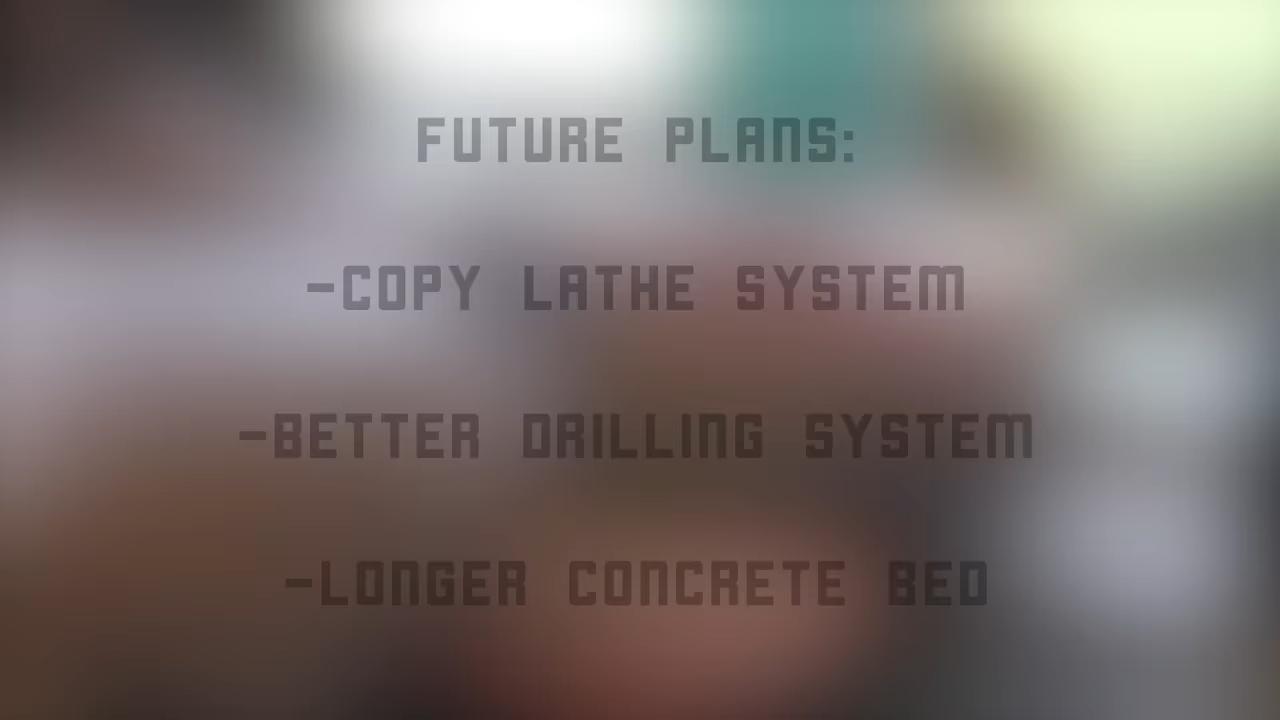 FUTURE PLANS:
-COPY LATHE SYSTEM
-BETTER DRILLING SYSTEM
-LONGER CONCRETE BED